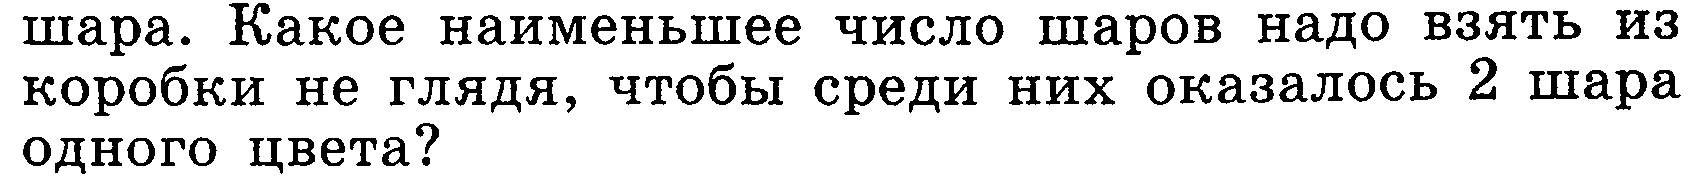 шара. Какое наименьшее число шаров надо взять из
коробки не глядя, чтобы среди них оказалось 2 шара
одного цвета?